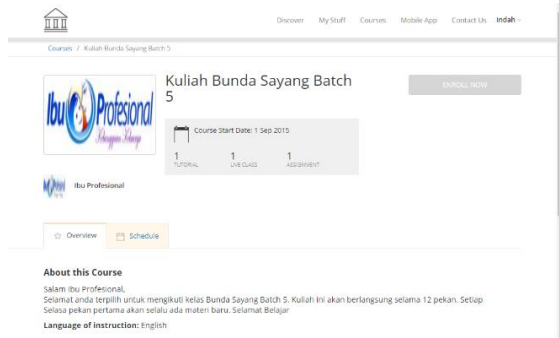 Discover My Stuff Courses Mobile App Contact Us Indah
Courses / Kuliah Bunda Sayang Batch 5
Ibu Profesional
Kebanggaan Keluarga
Kuliah Bunda Sayang Batch
5
ENROLL NOW
Course Start Date: 1 Sep 2015
1 1 1
TUTORIAL LIVE CLASS ASSIGNMENT
Ibu Profesional
Overview Schedule
About this Course
Salam Ibu Profesional,
Selamat anda terpilih untuk mengikuti kelas Bunda Sayang Batch 5. Kuliah ini akan berlangsung selama 12 pekan. Setiap
Selasa pekan pertama akan selalu ada materi baru. Selamat Belajar
Language of instruction: English